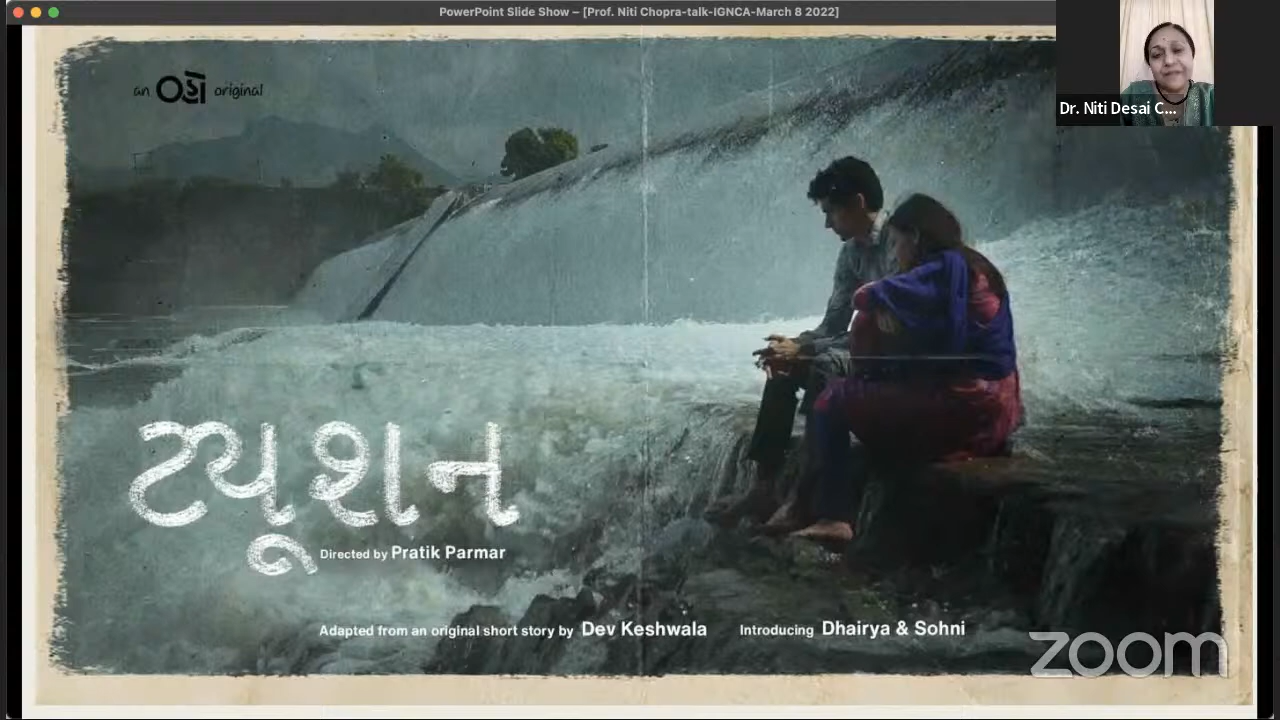 PowerPoint Slide Show – [Prof. Niti Chopra-talk-IGNCA-March 8 2022]
Dr. Niti Desai C...
an ઓહો original
ટ્યૂશન
Directed by Pratik Parmar
Adapted from an original short story by Dev Keshwala Introducing Dhairya & Sohni
zoom